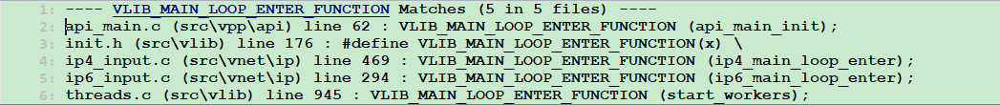 1: ---- VLIB_MAIN_LOOP_ENTER_FUNCTION Matches (5 in 5 files) ----
2: api_main.c (src\vpp\api) line 62 : VLIB_MAIN_LOOP_ENTER_FUNCTION (api_main_init);
3: init.h (src\vlib) line 176 : #define VLIB_MAIN_LOOP_ENTER_FUNCTION(x) \
4: ip4_input.c (src\vnet\ip) line 469 : VLIB_MAIN_LOOP_ENTER_FUNCTION (ip4_main_loop_enter);
5: ip6_input.c (src\vnet\ip) line 294 : VLIB_MAIN_LOOP_ENTER_FUNCTION (ip6_main_loop_enter);
6: threads.c (src\vlib) line 945 : VLIB_MAIN_LOOP_ENTER_FUNCTION (start_workers);